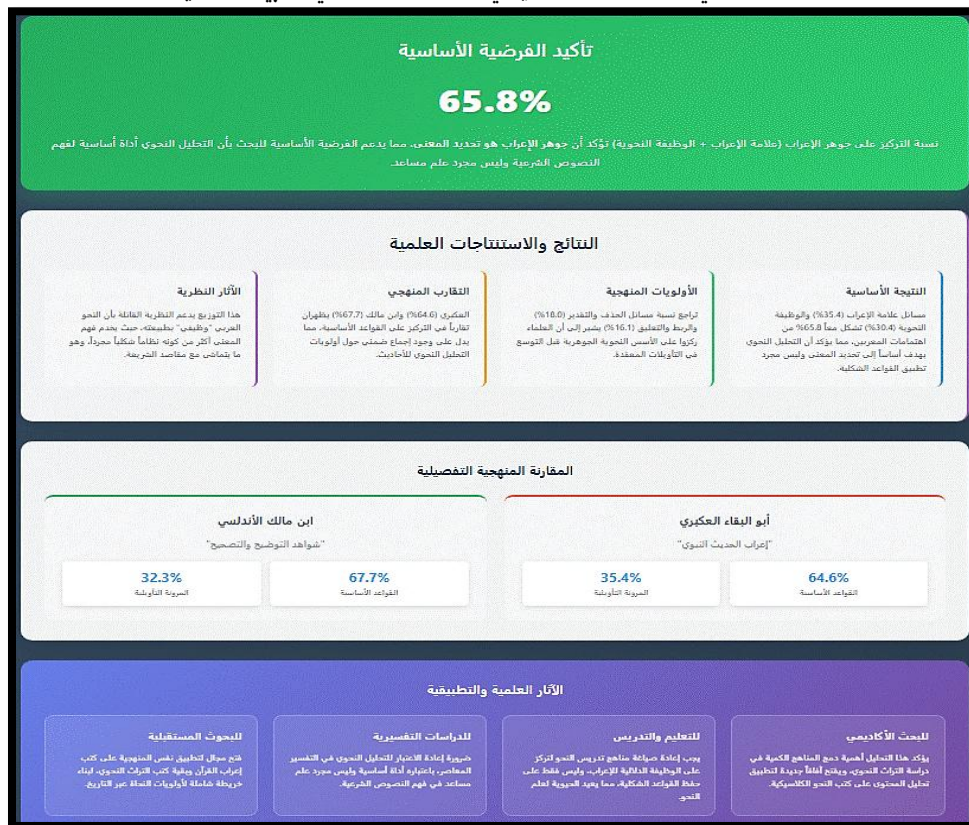 تأكيد الفرضية الأساسية
65.8%
نسبة التركيز على جوهر الإعراب (علامة الإعراب + الوظيفة النحوية) تؤكد أن جوهر الإعراب هو تحديد المعنى. مما يدعم الفرضية الأساسية للبحث بأن التحليل النحوي أداة أساسية لفهم
النصوص الشرعية وليس مجرد علم مساعد.
النتائج والاستنتاجات العلمية
النتيجة الأساسية
مسائل علامة الإعراب (35.4%) والوظيفة
النحوية (30.4%) تشكل معاً 65.8% من
اهتمامات المعربين، مما يؤكد أن التحليل النحوي
يهدف أساساً إلى تحديد المعنى وليس مجرد
تطبيق القواعد الشكلية.
الأولويات المنهجية
تراجع نسبة مسائل الحذف والتقدير (18.0%)
والربط والتعليق (16.1%) يشير إلى أن العلماء
ركزوا على الأسس النحوية الجوهرية قبل التوسع
في التأويلات المعقدة.
التقارب المنهجي
العكبري (64.6%) وابن مالك (67.7%) يظهران
تقارباً في التركيز على القواعد الأساسية، مما
يدل على وجود إجماع ضمني حول أولويات
التحليل النحوي للأحاديث.
الآثار النظرية
هذا التوزيع يدعم النظرية القائلة بأن النحو
العربي "وظيفي" بطبيعته، حيث يخدم فهم
المعنى أكثر من كونه نظاماً شكلياً مجرداً، وهو
ما يتماشى مع مقاصد الشريعة.
المقارنة المنهجية التفصيلية
أبو البقاء العكبري
"إعراب الحديث النبوي"
64.6%
القواعد الأساسية
35.4%
المرونة التأويلية
ابن مالك الأندلسي
"شواهد التوضيح والتصحيح"
67.7%
القواعد الأساسية
32.3%
المرونة التأويلية
الآثار العلمية والتطبيقية
للبحث الأكاديمي
يؤكد هذا التحليل أهمية دمج المناهج الكمية في
دراسة التراث النحوي، ويفتح آفاقاً جديدة لتطبيق
تحليل المحتوى على كتب النحو الكلاسيكية.
للتعليم والتدريس
يجب إعادة صياغة مناهج تدريس النحو لتركز
على الوظيفة الدلالية للإعراب، وليس فقط على
حفظ القواعد الشكلية، مما يعيد الحيوية لعلم
النحو.
للدراسات التفسيرية
ضرورة إعادة الاعتبار للتحليل النحوي في التفسير
المعاصر، باعتباره أداة أساسية وليس مجرد علم
مساعد في فهم النصوص الشرعية.
للبحوث المستقبلية
فتح مجال لتطبيق نفس المنهجية على كتب
إعراب القرآن وبقية كتب التراث النحوي، لبناء
خريطة شاملة لأولويات النحاة عبر التاريخ.